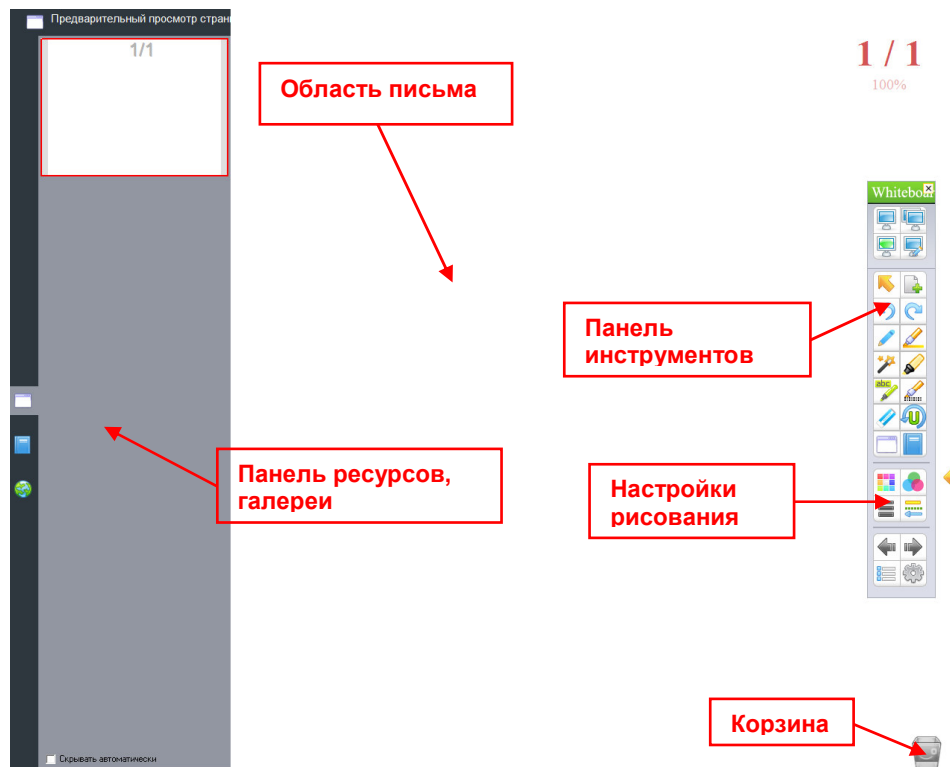 Предварительный просмотр стран
1/1
Область письма
1 / 1
100%
Whiteboa
abc
Панель
инструментов
Панель ресурсов,
галереи
Настройки
рисования
Корзина
Скрывать автоматически